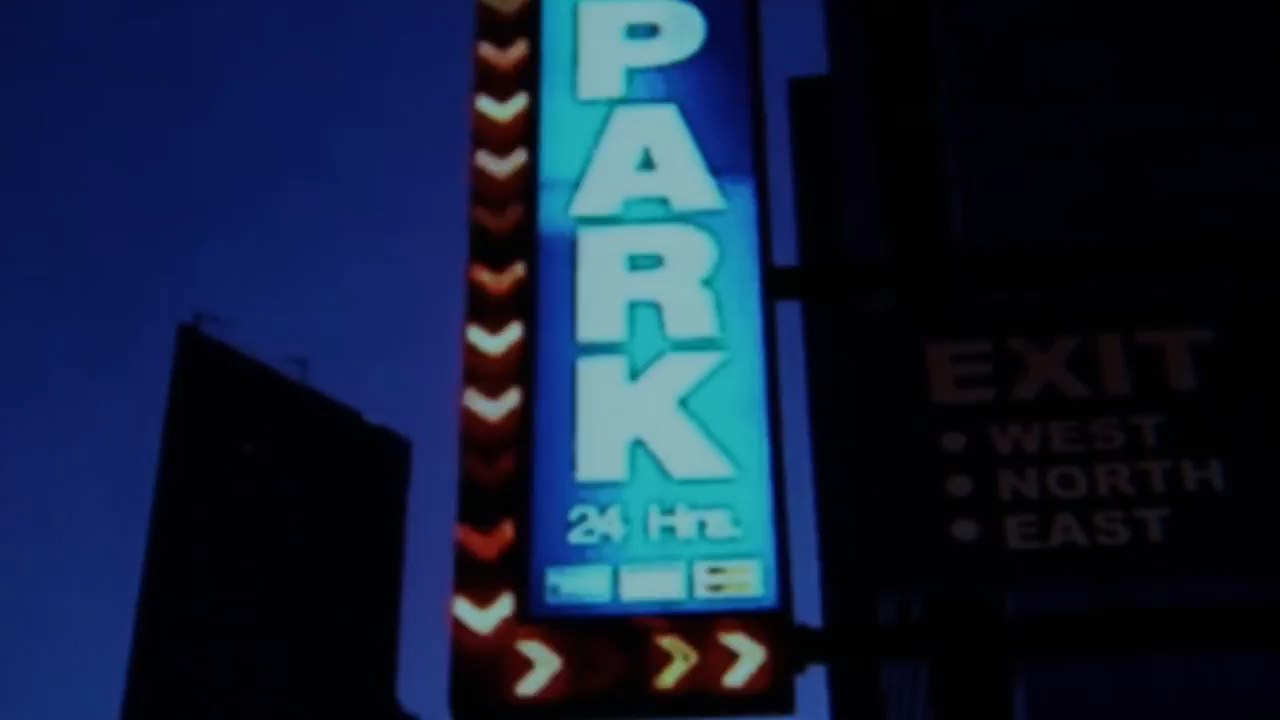 PARK
24 Hrs.
EXIT
• WEST
• NORTH
• EAST